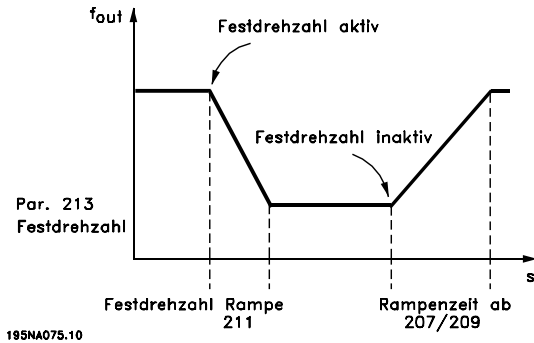 fout
Festdrehzahl aktiv
Festdrehzahl inaktiv
Par. 213
Festdrehzahl
s
Festdrehzahl Rampe
211
Rampenzeit ab
207/209
195NA075.10